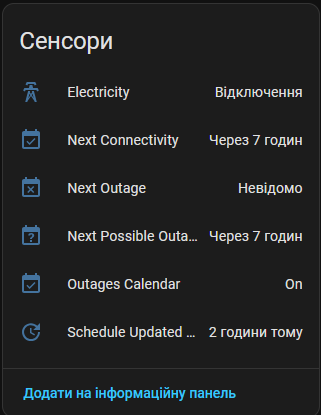 Сенсори
Electricity Відключення
Next Connectivity Через 7 годин
Next Outage Невідомо
Next Possible Outa... Через 7 годин
Outages Calendar On
Schedule Updated ... 2 години тому
Додати на інформаційну панель